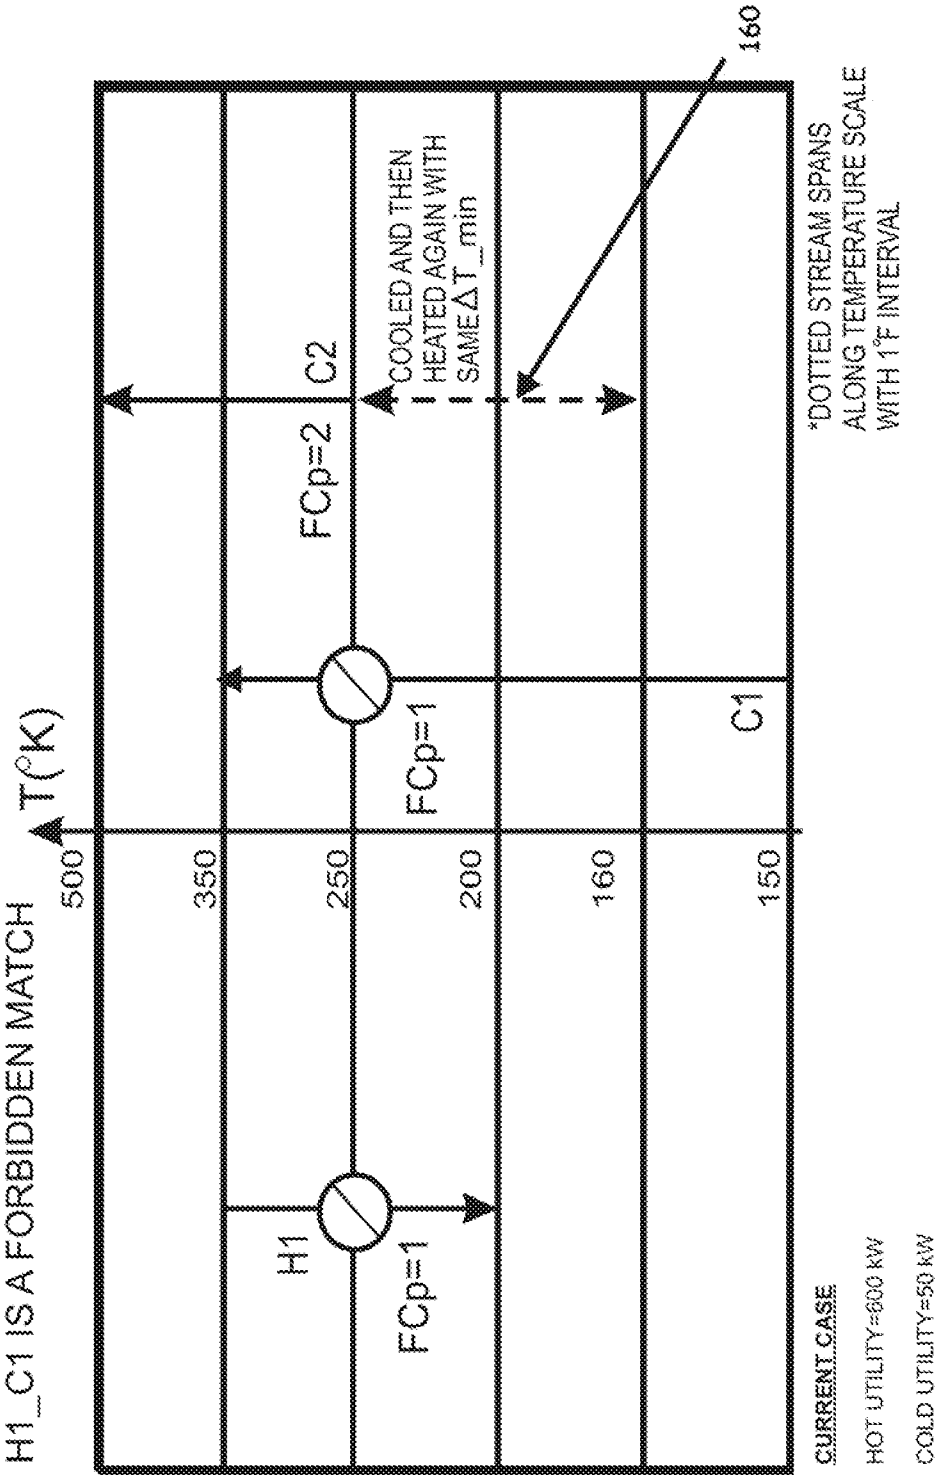 H1_C1 IS A FORBIDDEN MATCH
T(°K)
500
350
250
200
160
150
H1
FCp=1
FCp=1
C1
FCp=2
C2
COOLED AND THEN
HEATED AGAIN WITH
SAME ΔT_min
160
CURRENT CASE
HOT UTILITY=600 kW
COLD UTILITY=50 kW
*DOTTED STREAM SPANS
ALONG TEMPERATURE SCALE
WITH 1°F INTERVAL